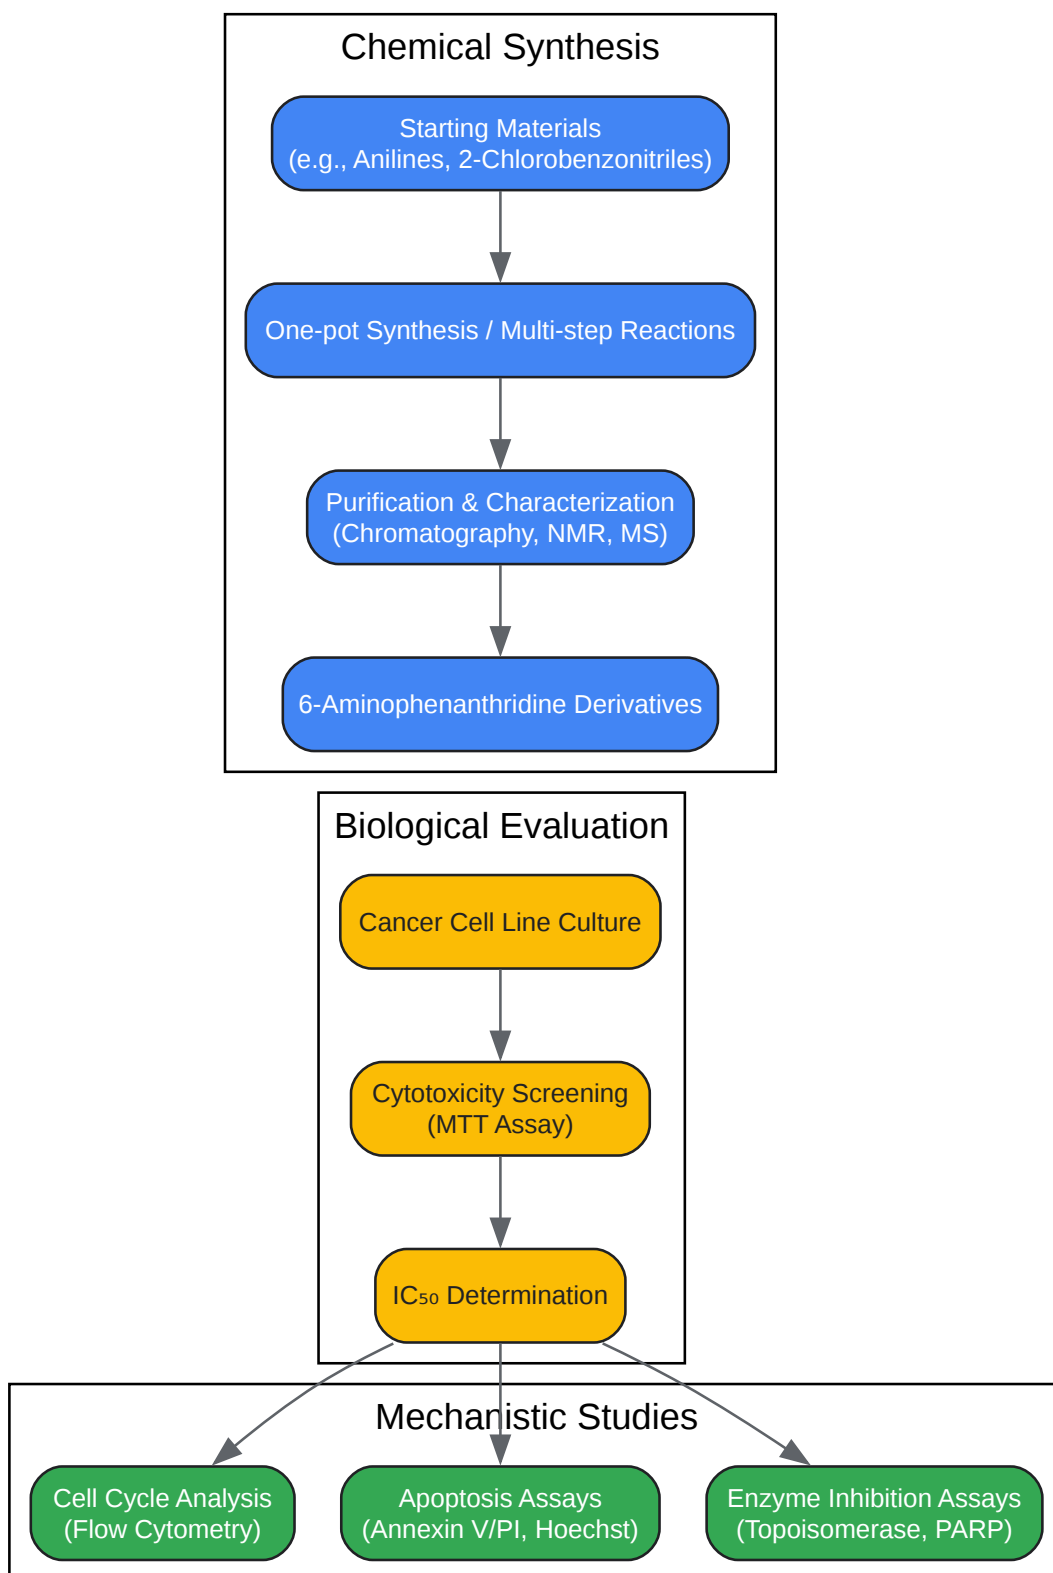 Chemical Synthesis
Starting Materials
(e.g., Anilines, 2-Chlorobenzonitriles)
One-pot Synthesis / Multi-step Reactions
Purification & Characterization
(Chromatography, NMR, MS)
6-Aminophenanthridine Derivatives
Biological Evaluation
Cancer Cell Line Culture
Cytotoxicity Screening
(MTT Assay)
IC₅₀ Determination
Mechanistic Studies
Cell Cycle Analysis
(Flow Cytometry)
Apoptosis Assays
(Annexin V/PI, Hoechst)
Enzyme Inhibition Assays
(Topoisomerase, PARP)